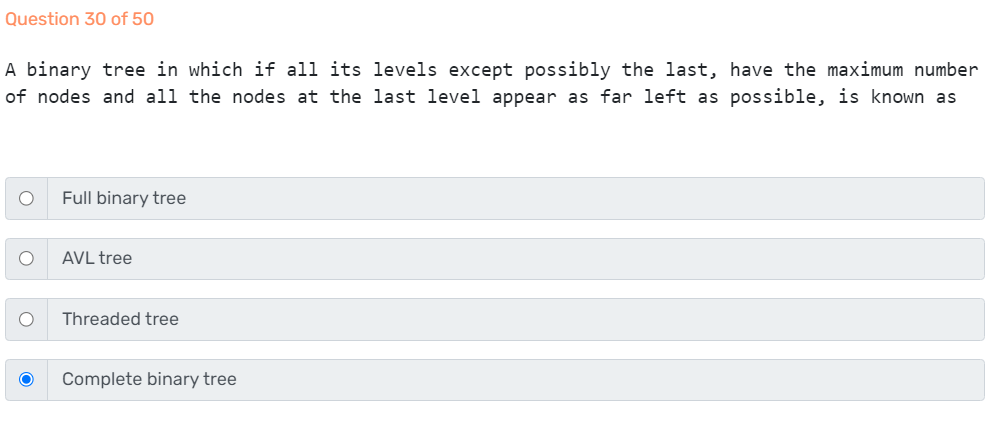 Question 30 of 50
A binary tree in which if all its levels except possibly the last, have the maximum number
of nodes and all the nodes at the last level appear as far left as possible, is known as
Full binary tree
AVL tree
Threaded tree
Complete binary tree